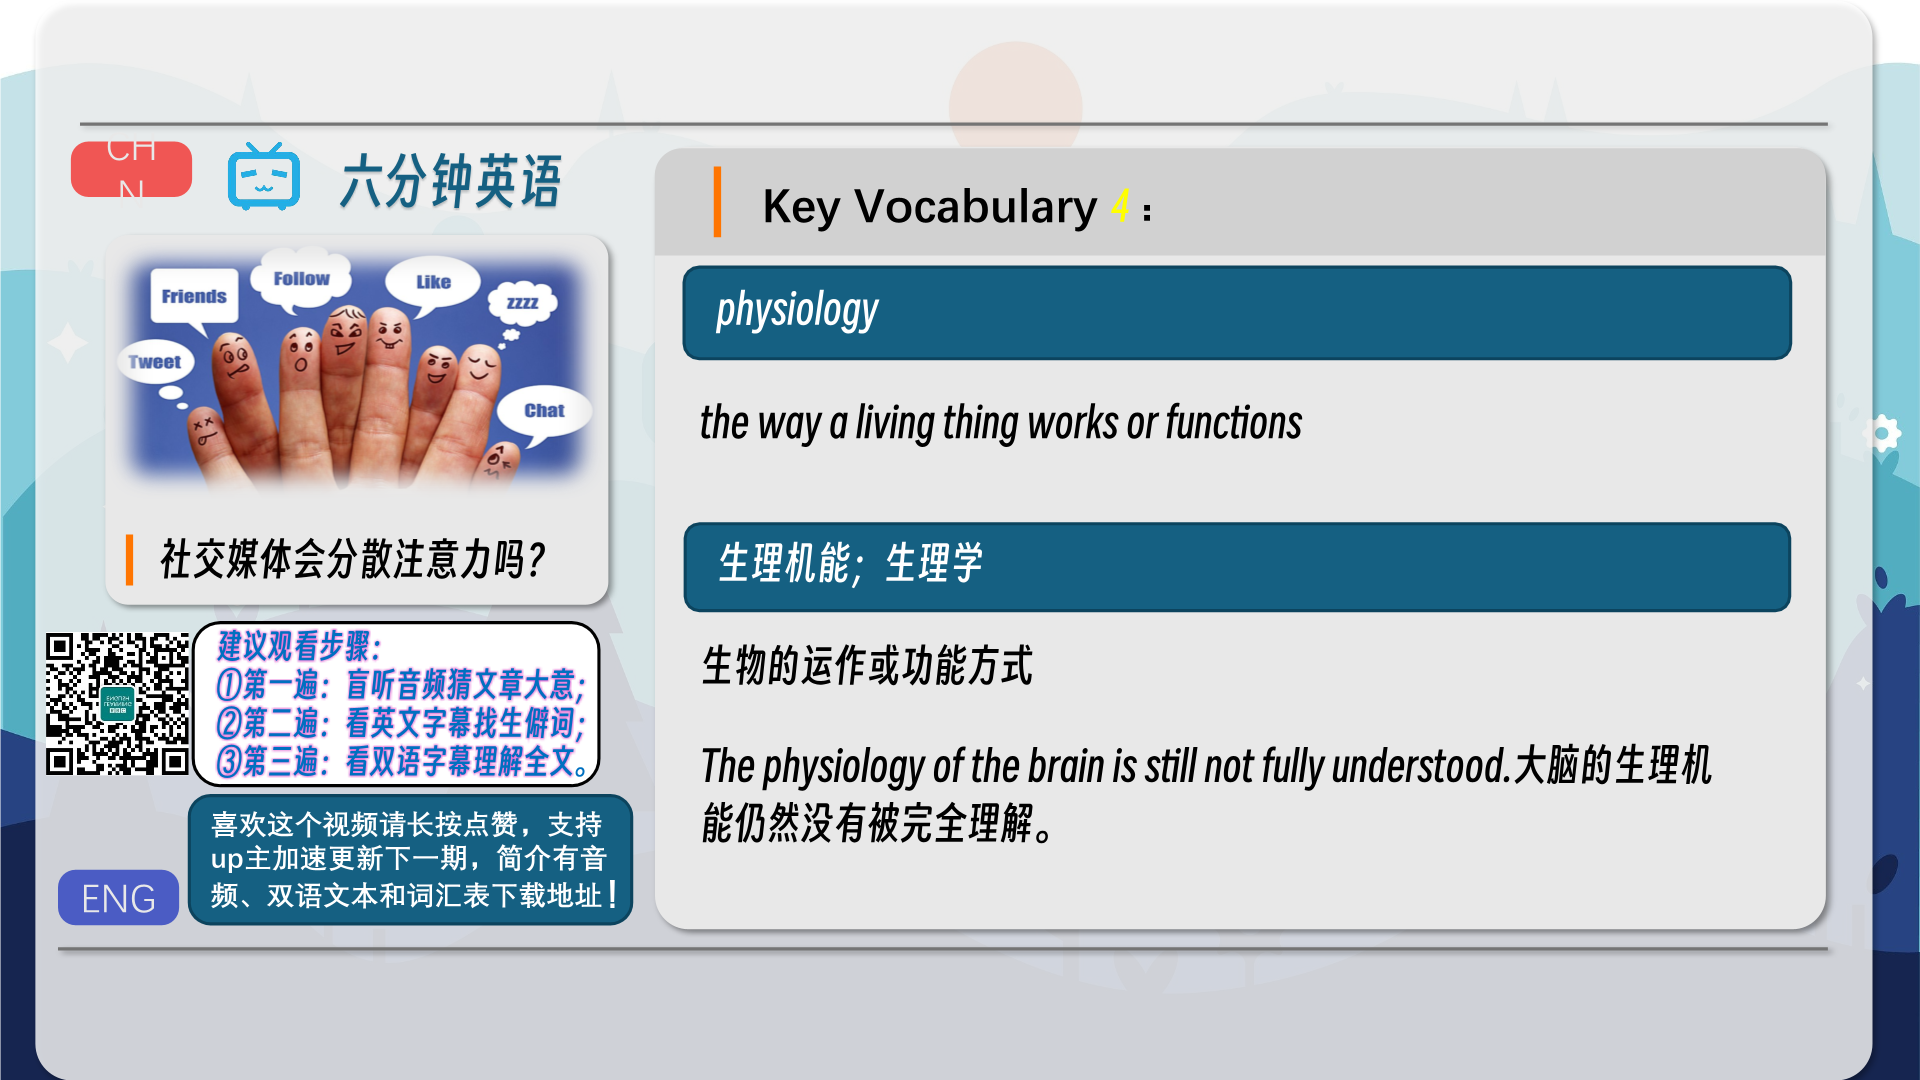 CH
N
六分钟英语
Friends
Follow
Like
zzzz
Tweet
Chat
社交媒体会分散注意力吗？
建议观看步骤：
①第一遍：盲听音频猜文章大意；
②第二遍：看英文字幕找生僻词；
③第三遍：看双语字幕理解全文。
喜欢这个视频请长按点赞，支持
up主加速更新下一期，简介有音
频、双语文本和词汇表下载地址！
ENG
Key Vocabulary 4：
physiology
the way a living thing works or functions
生理机能；生理学
生物的运作或功能方式
The physiology of the brain is still not fully understood.大脑的生理机
能仍然没有被完全理解。